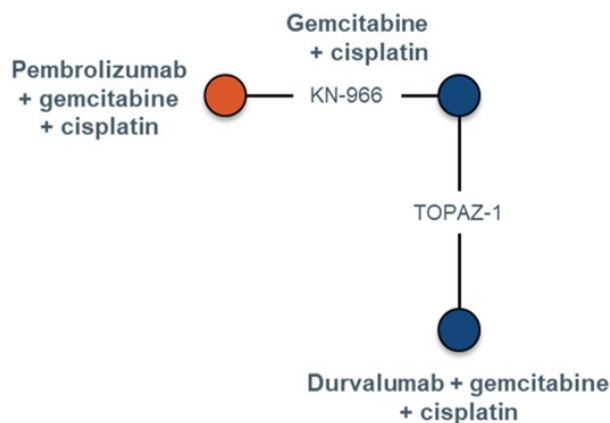 Gemcitabine
+ cisplatin
Pembrolizumab
+ gemcitabine
+ cisplatin
KN-966
TOPAZ-1
Durvalumab + gemcitabine
+ cisplatin